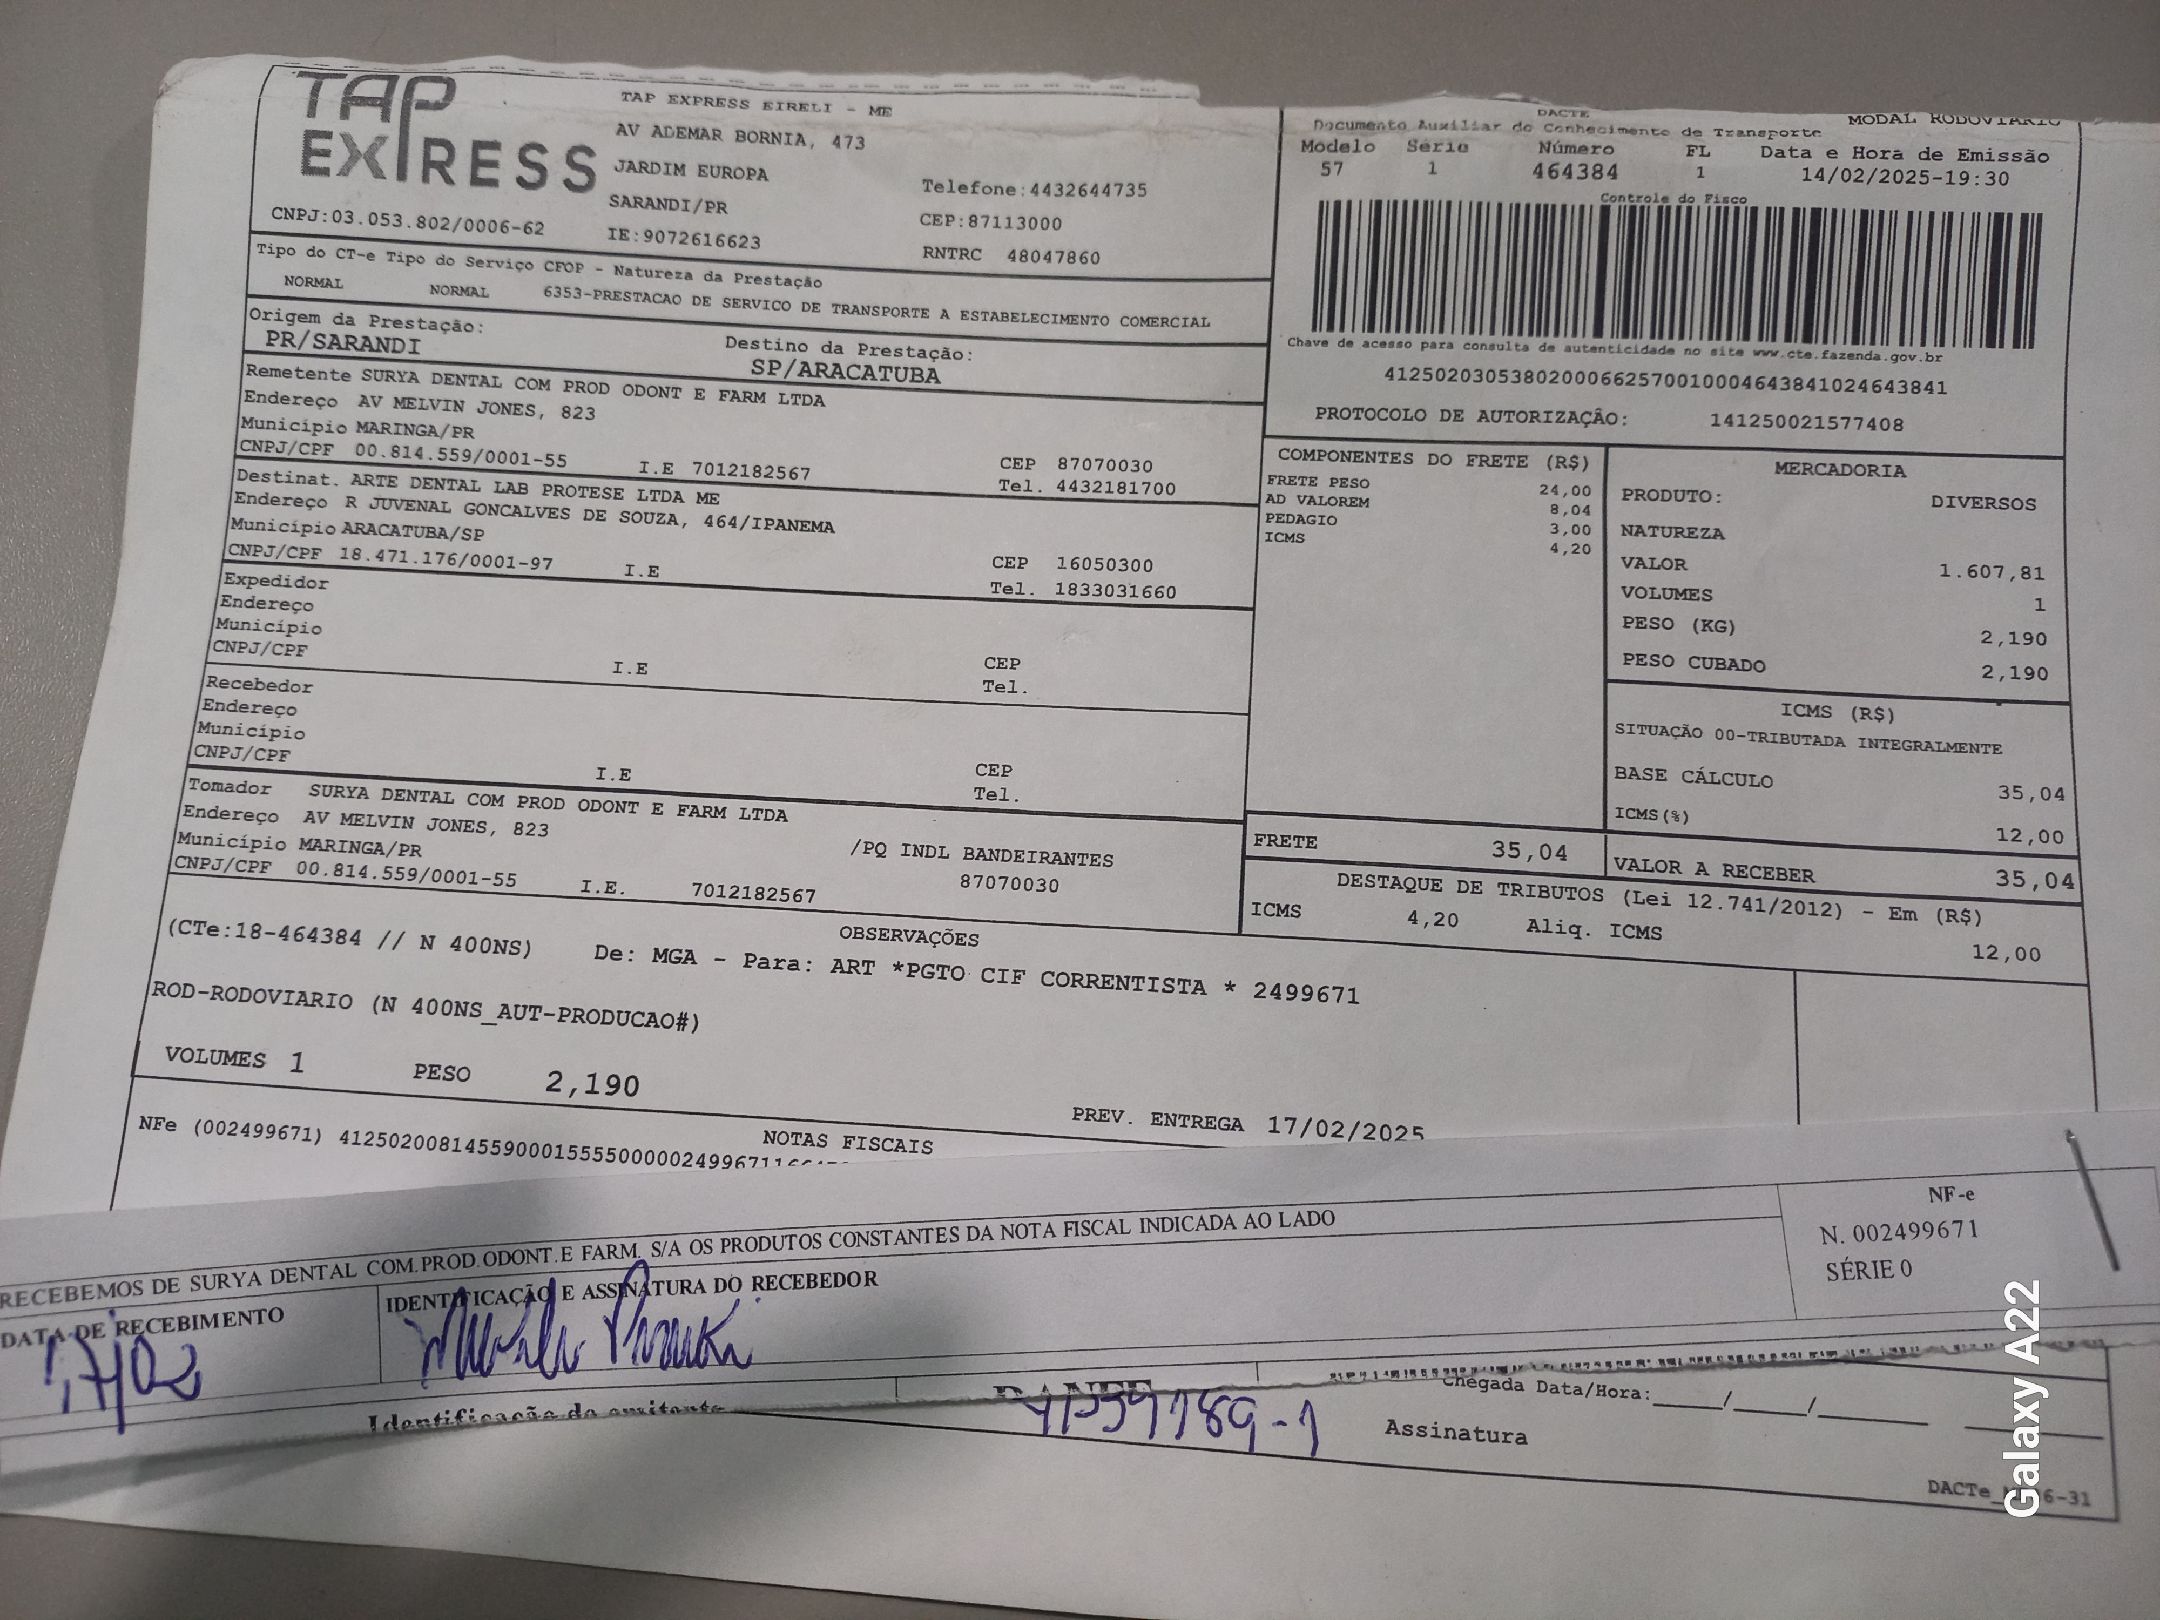 TAP EXPRESS
TAP EXPRESS EIRELI - ME
AV ADEMAR BORNIA, 473
JARDIM EUROPA
Telefone:4432644735
SARANDI/PR
CEP:87113000
CNPJ:03.053.802/0006-62
IE:9072616623
RNTRC 48047860
DACTE
MODAL RODOVIARIO
Documento Auxiliar do Conhecimento de Transporte
Modelo Série Número FL Data e Hora de Emissão
57 1 464384 1 14/02/2025-19:30
Controle do Fisco
Chave de acesso para consulta de autenticidade no site www.cte.fazenda.gov.br
41250203053802000662570010004643841024643841
PROTOCOLO DE AUTORIZAÇÃO: 141250021577408
Tipo do CT-e Tipo do Serviço CFOP - Natureza da Prestação
NORMAL NORMAL 6353-PRESTACAO DE SERVICO DE TRANSPORTE A ESTABELECIMENTO COMERCIAL
Origem da Prestação: Destino da Prestação:
PR/SARANDI SP/ARACATUBA
Remetente SURYA DENTAL COM PROD ODONT E FARM LTDA
Endereço AV MELVIN JONES, 823
Município MARINGA/PR CEP 87070030
CNPJ/CPF 00.814.559/0001-55 I.E 7012182567 Tel. 4432181700
Destinat. ARTE DENTAL LAB PROTESE LTDA ME
Endereço R JUVENAL GONCALVES DE SOUZA, 464/IPANEMA
Município ARACATUBA/SP CEP 16050300
CNPJ/CPF 18.471.176/0001-97 I.E Tel. 1833031660
Expedidor
Endereço
Município CEP
CNPJ/CPF I.E Tel.
Recebedor
Endereço
Município CEP
CNPJ/CPF I.E Tel.
Tomador SURYA DENTAL COM PROD ODONT E FARM LTDA
Endereço AV MELVIN JONES, 823 /PQ INDL BANDEIRANTES
Município MARINGA/PR 87070030
CNPJ/CPF 00.814.559/0001-55 I.E. 7012182567
COMPONENTES DO FRETE (R$)
FRETE PESO 24,00
AD VALOREM 8,04
PEDAGIO 3,00
ICMS 4,20
MERCADORIA
PRODUTO: DIVERSOS
NATUREZA
VALOR 1.607,81
VOLUMES 1
PESO (KG) 2,190
PESO CUBADO 2,190
ICMS (R$)
SITUAÇÃO 00-TRIBUTADA INTEGRALMENTE
BASE CÁLCULO 35,04
ICMS(%) 12,00
FRETE 35,04 VALOR A RECEBER 35,04
DESTAQUE DE TRIBUTOS (Lei 12.741/2012) - Em (R$)
ICMS 4,20 Aliq. ICMS 12,00
OBSERVAÇÕES
(CTe:18-464384 // N 400NS) De: MGA - Para: ART *PGTO CIF CORRENTISTA * 2499671
ROD-RODOVIARIO (N 400NS_AUT-PRODUCAO#)
VOLUMES 1 PESO 2,190 PREV. ENTREGA 17/02/2025
NOTAS FISCAIS
NFe (002499671)
RECEBEMOS DE SURYA DENTAL COM.PROD.ODONT.E FARM. S/A OS PRODUTOS CONSTANTES DA NOTA FISCAL INDICADA AO LADO
NF-e
N. 002499671
SÉRIE 0
DATA DE RECEBIMENTO IDENTIFICAÇÃO E ASSINATURA DO RECEBEDOR
17/02
Identificação do emitente DANFE
Chegada Data/Hora:____/____/______
Assinatura
Galaxy A22